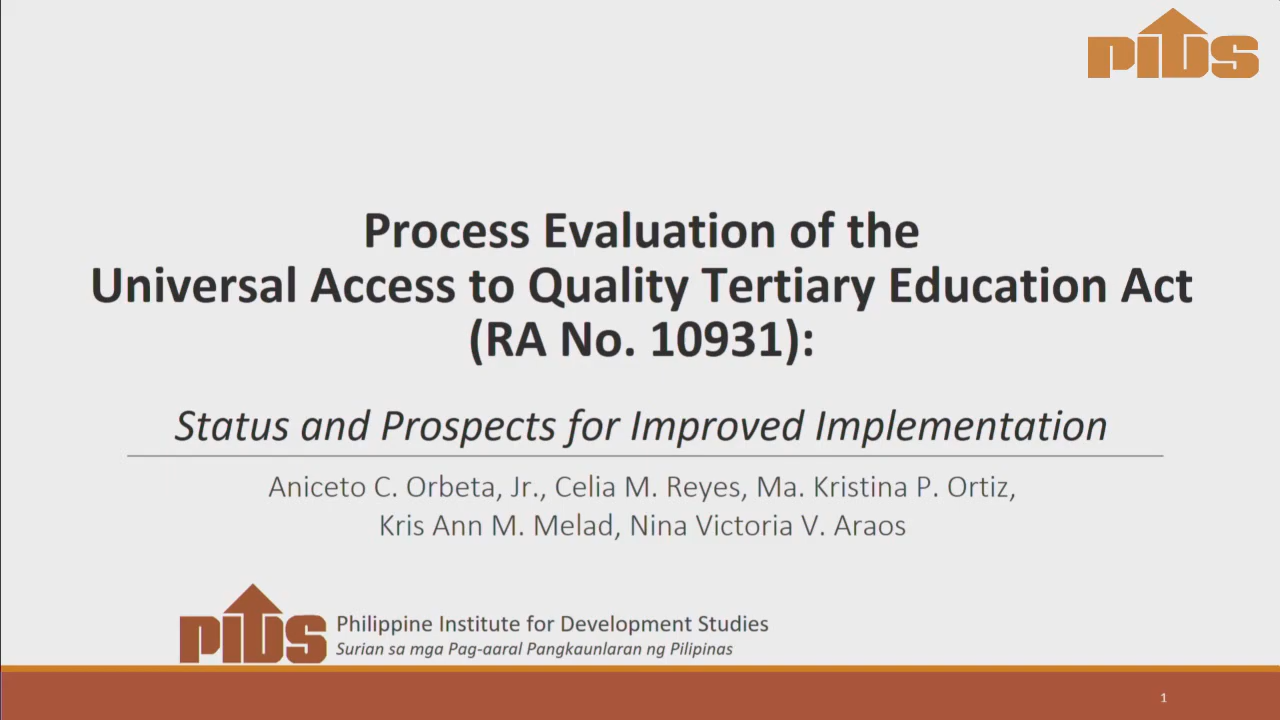 PIDS
Process Evaluation of the
Universal Access to Quality Tertiary Education Act
(RA No. 10931):
Status and Prospects for Improved Implementation
Aniceto C. Orbeta, Jr., Celia M. Reyes, Ma. Kristina P. Ortiz,
Kris Ann M. Melad, Nina Victoria V. Araos
PIDS
Philippine Institute for Development Studies
Surian sa mga Pag-aaral Pangkaunlaran ng Pilipinas
1